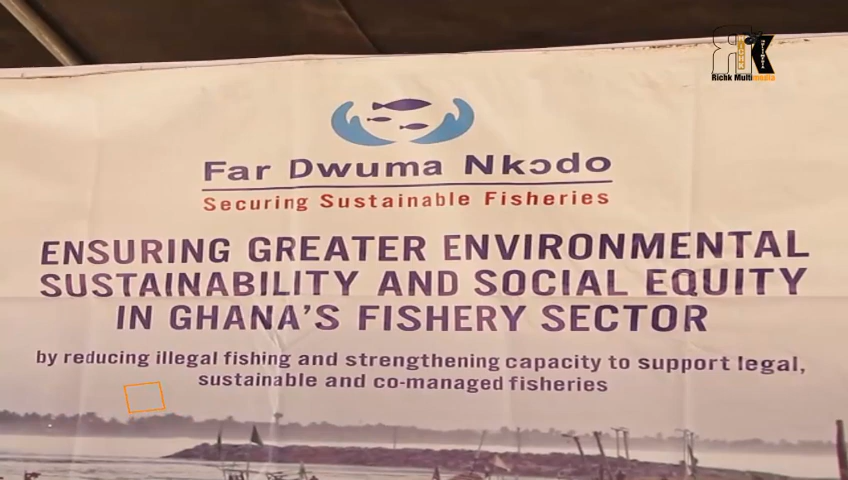 RICHK
Richk Multimedia
Far Dwuma Nkɔdo
Securing Sustainable Fisheries
ENSURING GREATER ENVIRONMENTAL
SUSTAINABILITY AND SOCIAL EQUITY
IN GHANA'S FISHERY SECTOR
by reducing illegal fishing and strengthening capacity to support legal,
sustainable and co-managed fisheries